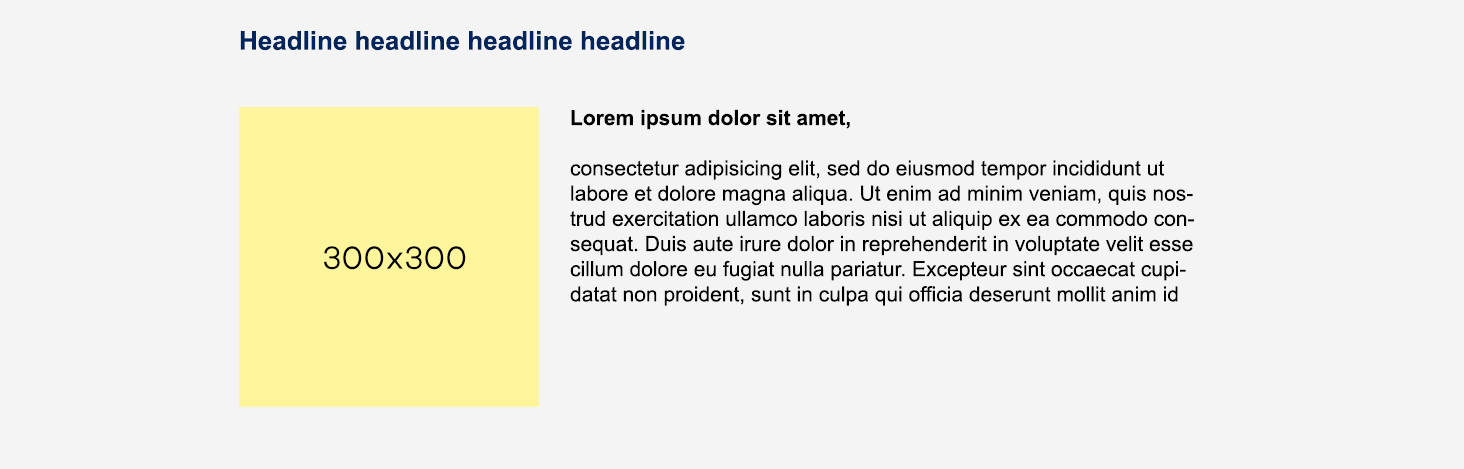 Headline headline headline headline
300x300
Lorem ipsum dolor sit amet,
consectetur adipisicing elit, sed do eiusmod tempor incididunt ut
labore et dolore magna aliqua. Ut enim ad minim veniam, quis nos-
trud exercitation ullamco laboris nisi ut aliquip ex ea commodo con-
sequat. Duis aute irure dolor in reprehenderit in voluptate velit esse
cillum dolore eu fugiat nulla pariatur. Excepteur sint occaecat cupi-
datat non proident, sunt in culpa qui officia deserunt mollit anim id